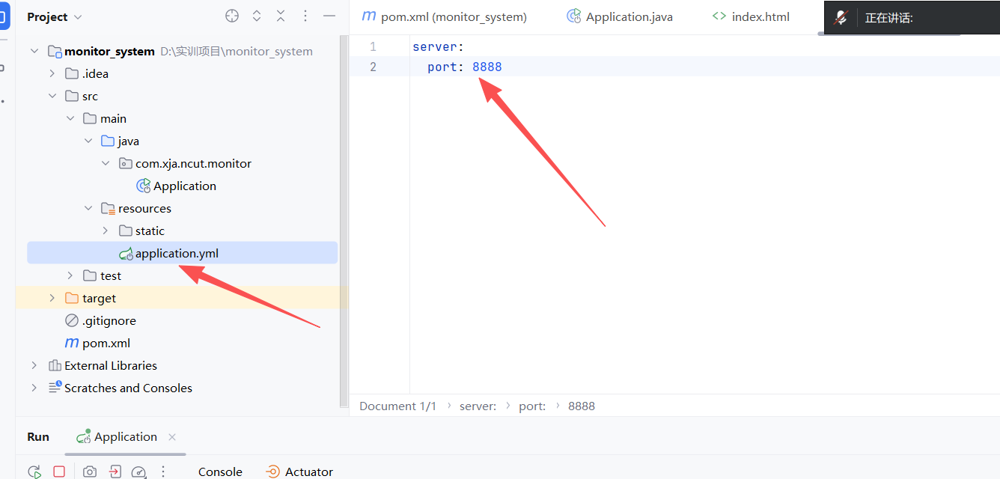 Project
pom.xml (monitor_system)
Application.java
index.html
正在讲话:
monitor_system D:\实训项目\monitor_system
.idea
src
main
java
com.xja.ncut.monitor
Application
resources
static
application.yml
test
target
.gitignore
pom.xml
External Libraries
Scratches and Consoles
1 server:
2 port: 8888
Document 1/1 › server: › port: › 8888
Run Application
Console Actuator